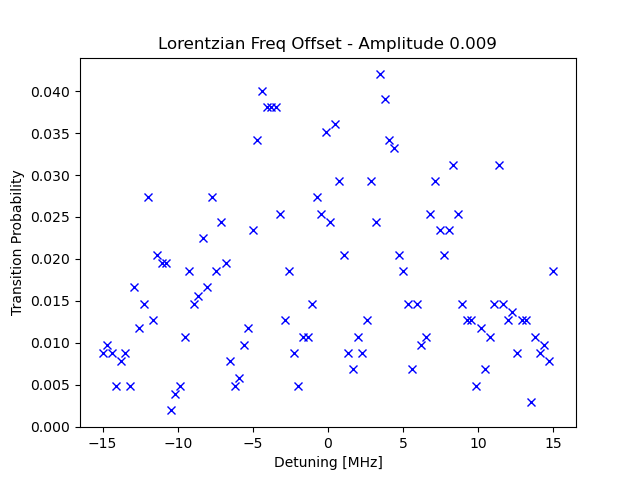 Lorentzian Freq Offset - Amplitude 0.009
Transition Probability
0.040
0.035
0.030
0.025
0.020
0.015
0.010
0.005
0.000
−15 −10 −5 0 5 10 15
Detuning [MHz]